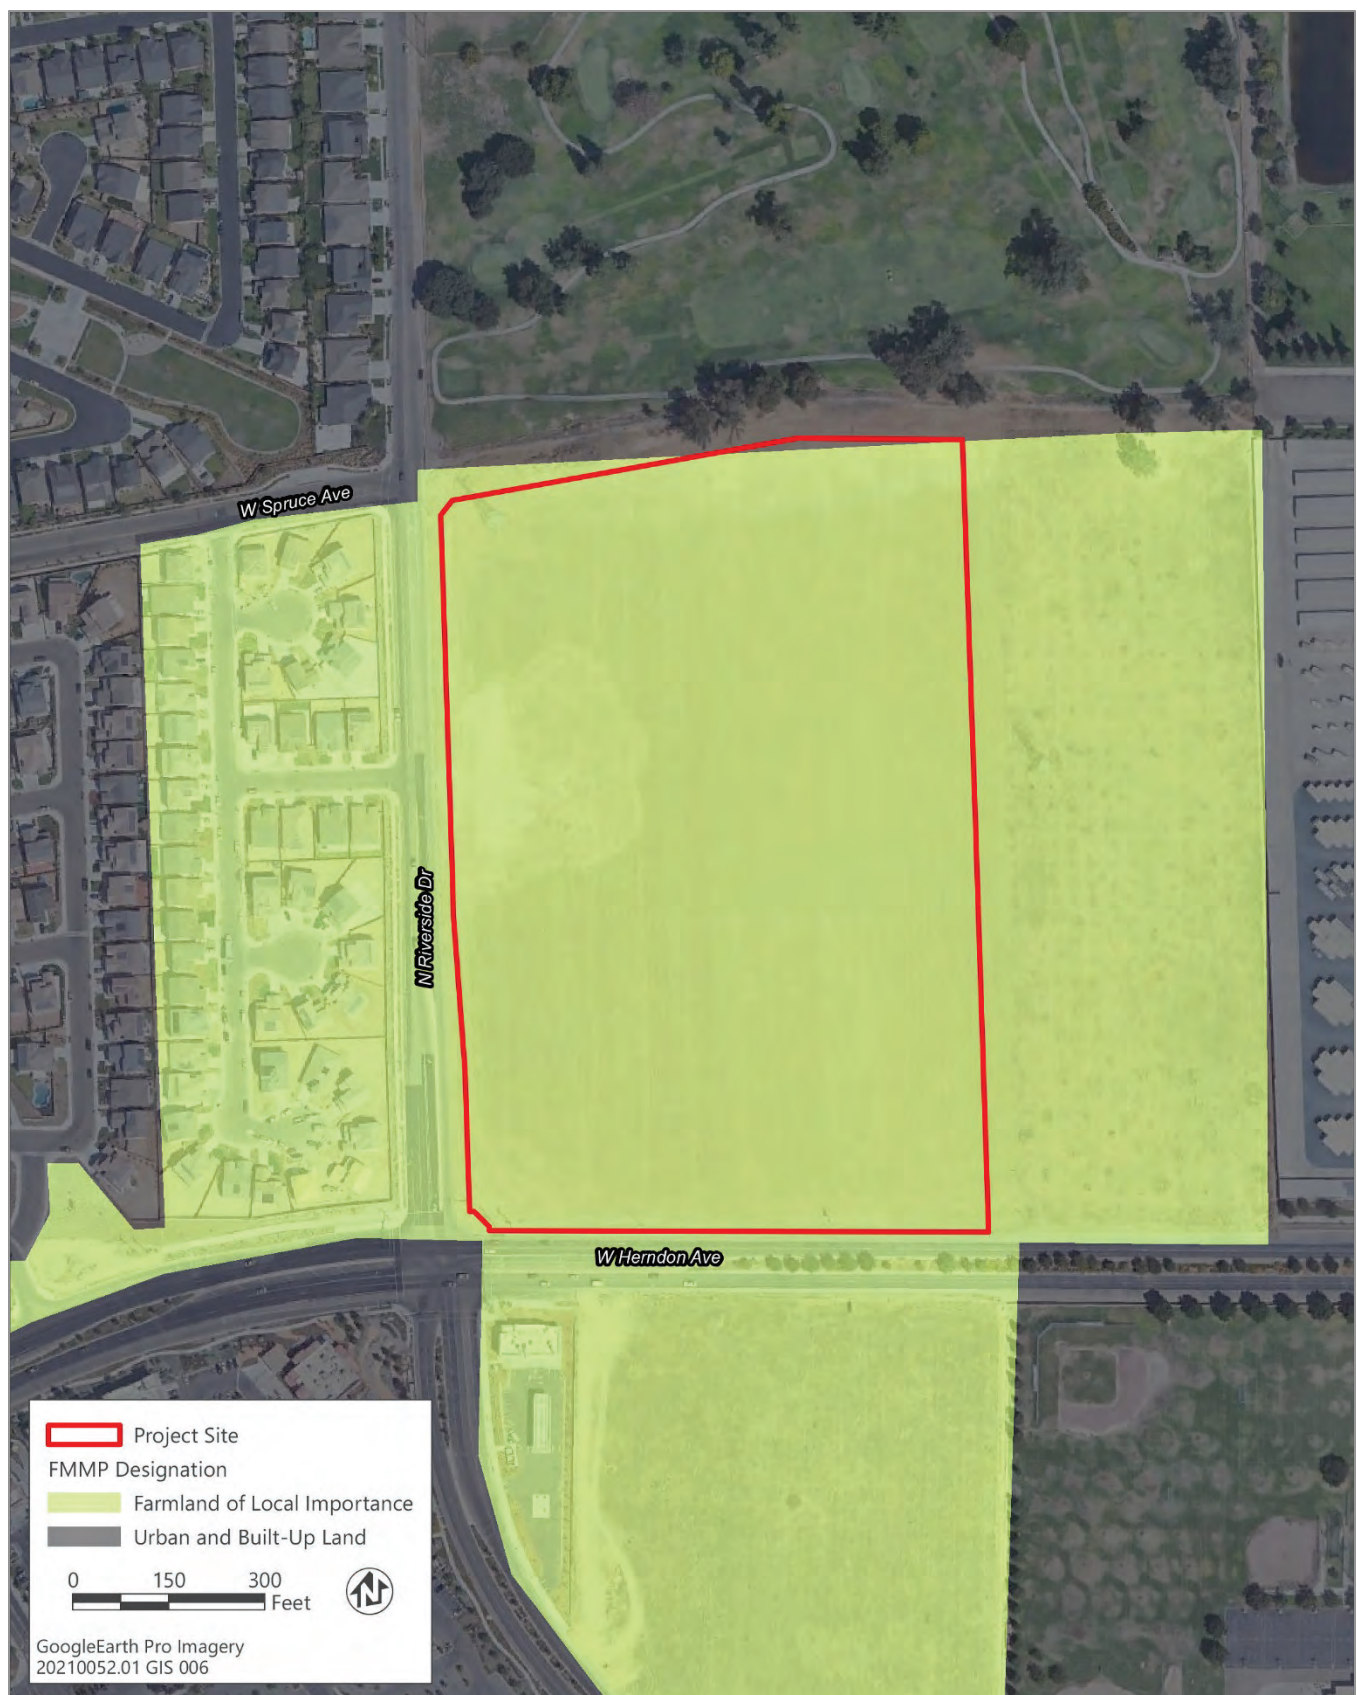 W Spruce Ave
N Riverside Dr
W Herndon Ave
Project Site
FMMP Designation
Farmland of Local Importance
Urban and Built-Up Land
0 150 300
Feet
N
GoogleEarth Pro Imagery
20210052.01 GIS 006